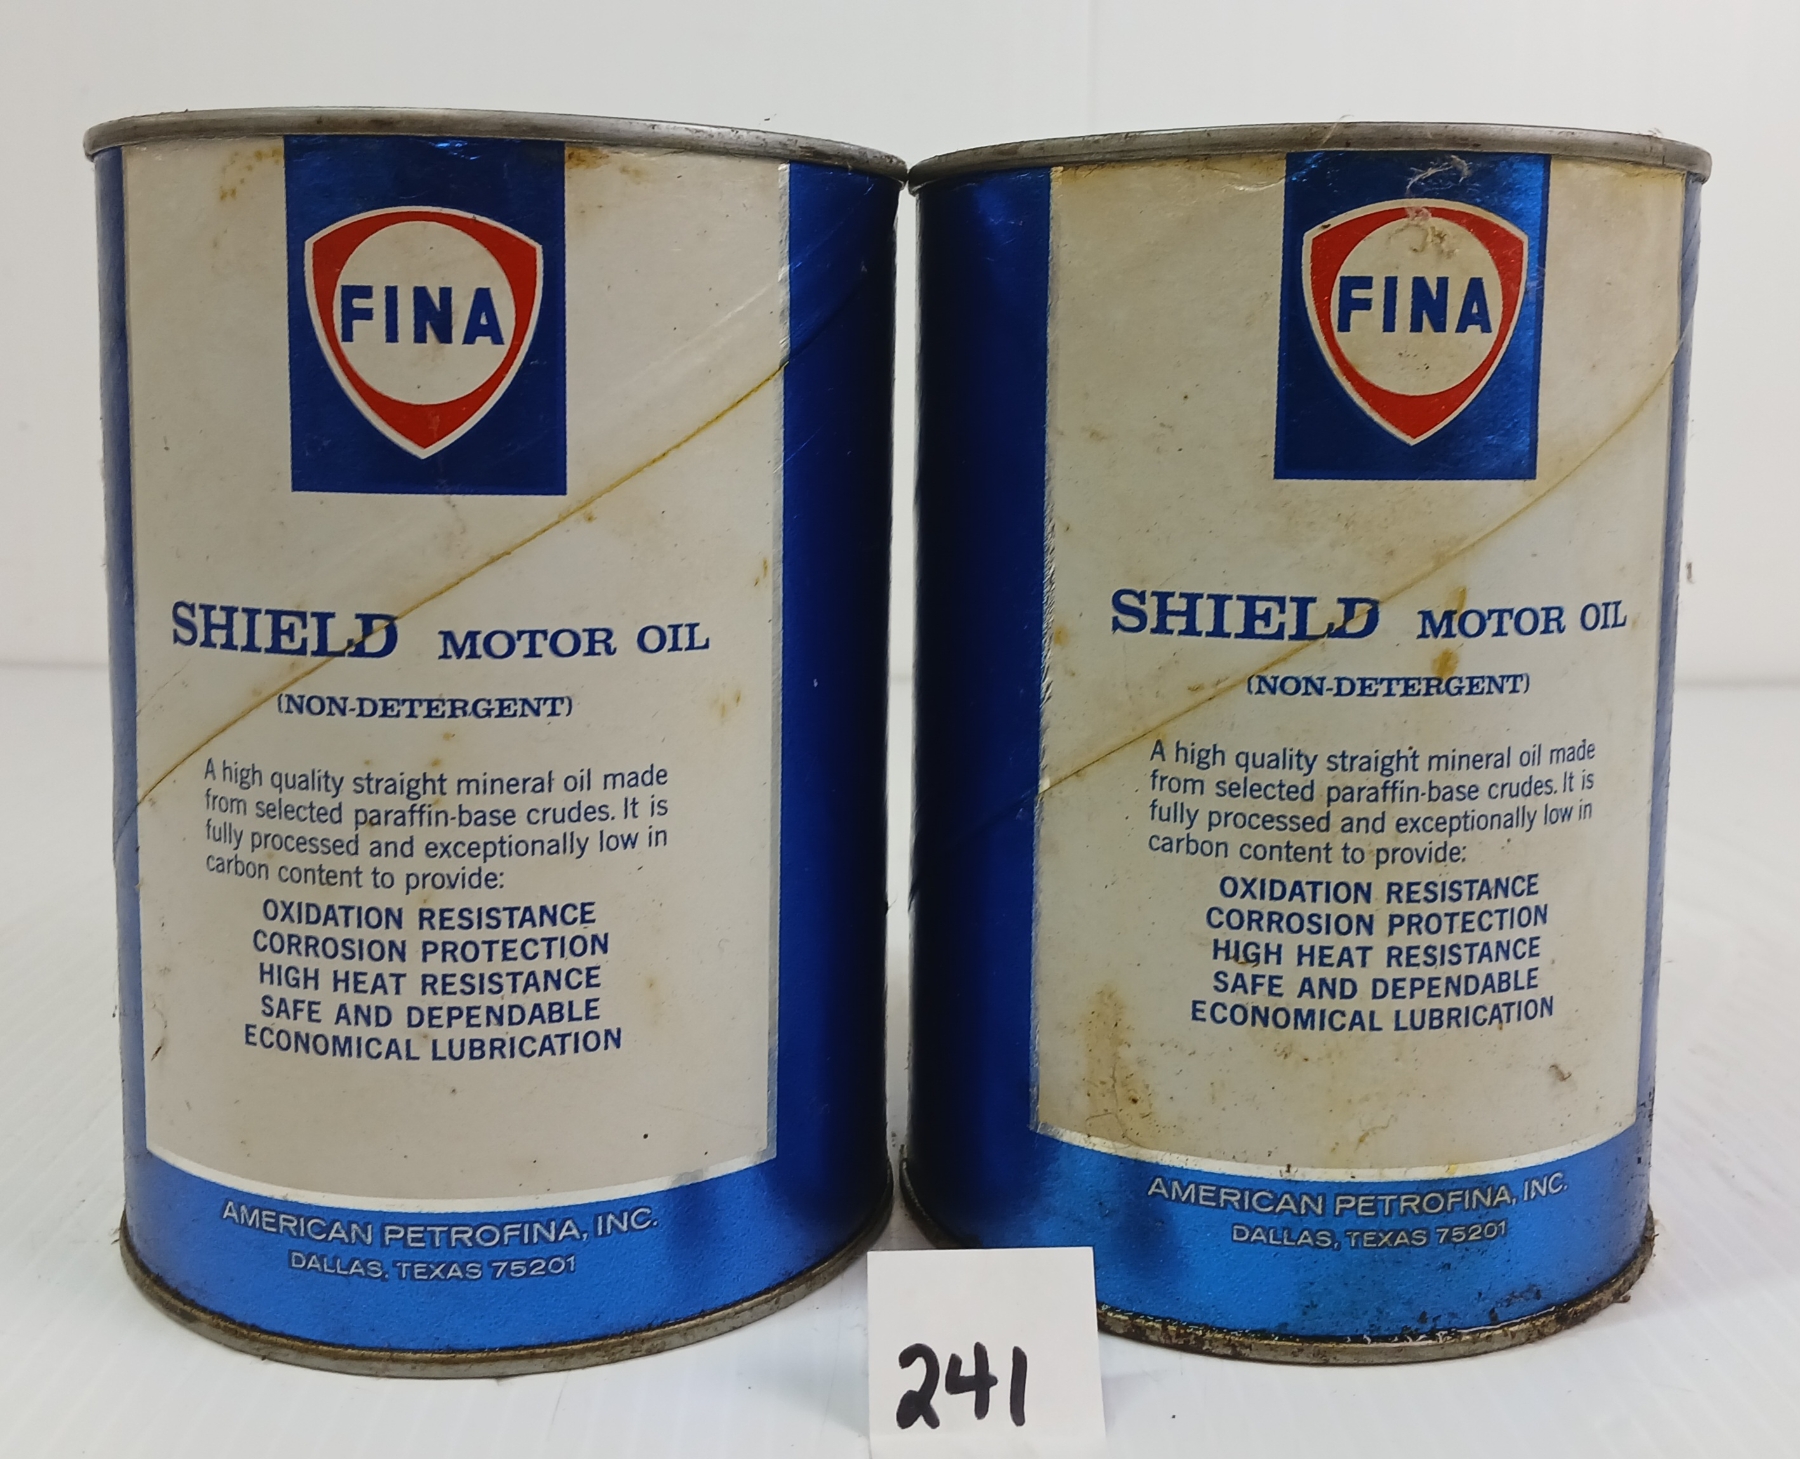 FINA
SHIELD MOTOR OIL
(NON-DETERGENT)
A high quality straight mineral oil made
from selected paraffin-base crudes. It is
fully processed and exceptionally low in
carbon content to provide:
OXIDATION RESISTANCE
CORROSION PROTECTION
HIGH HEAT RESISTANCE
SAFE AND DEPENDABLE
ECONOMICAL LUBRICATION
AMERICAN PETROFINA, INC.
DALLAS, TEXAS 75201
FINA
SHIELD MOTOR OIL
(NON-DETERGENT)
A high quality straight mineral oil made
from selected paraffin-base crudes. It is
fully processed and exceptionally low in
carbon content to provide:
OXIDATION RESISTANCE
CORROSION PROTECTION
HIGH HEAT RESISTANCE
SAFE AND DEPENDABLE
ECONOMICAL LUBRICATION
AMERICAN PETROFINA, INC.
DALLAS, TEXAS 75201
241